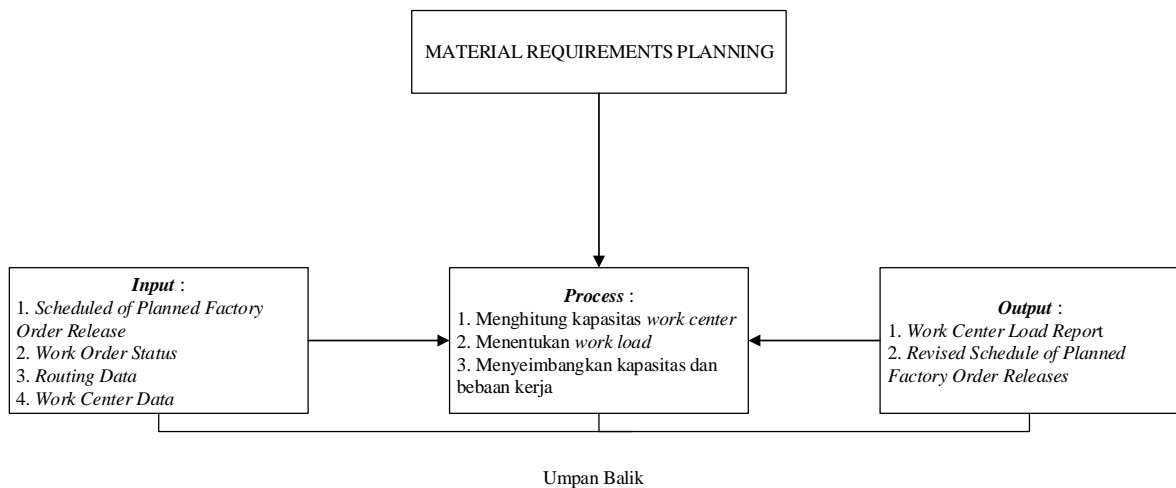 MATERIAL REQUIREMENTS PLANNING
Input :
1. Scheduled of Planned Factory
Order Release
2. Work Order Status
3. Routing Data
4. Work Center Data
Process :
1. Menghitung kapasitas work center
2. Menentukan work load
3. Menyeimbangkan kapasitas dan
bebaan kerja
Output :
1. Work Center Load Report
2. Revised Schedule of Planned
Factory Order Releases
Umpan Balik